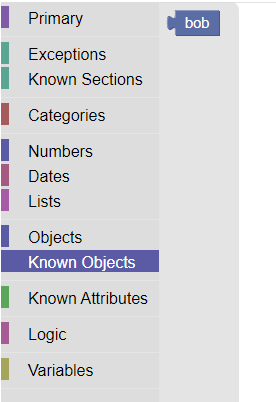 Primary
bob
Exceptions
Known Sections
Categories
Numbers
Dates
Lists
Objects
Known Objects
Known Attributes
Logic
Variables